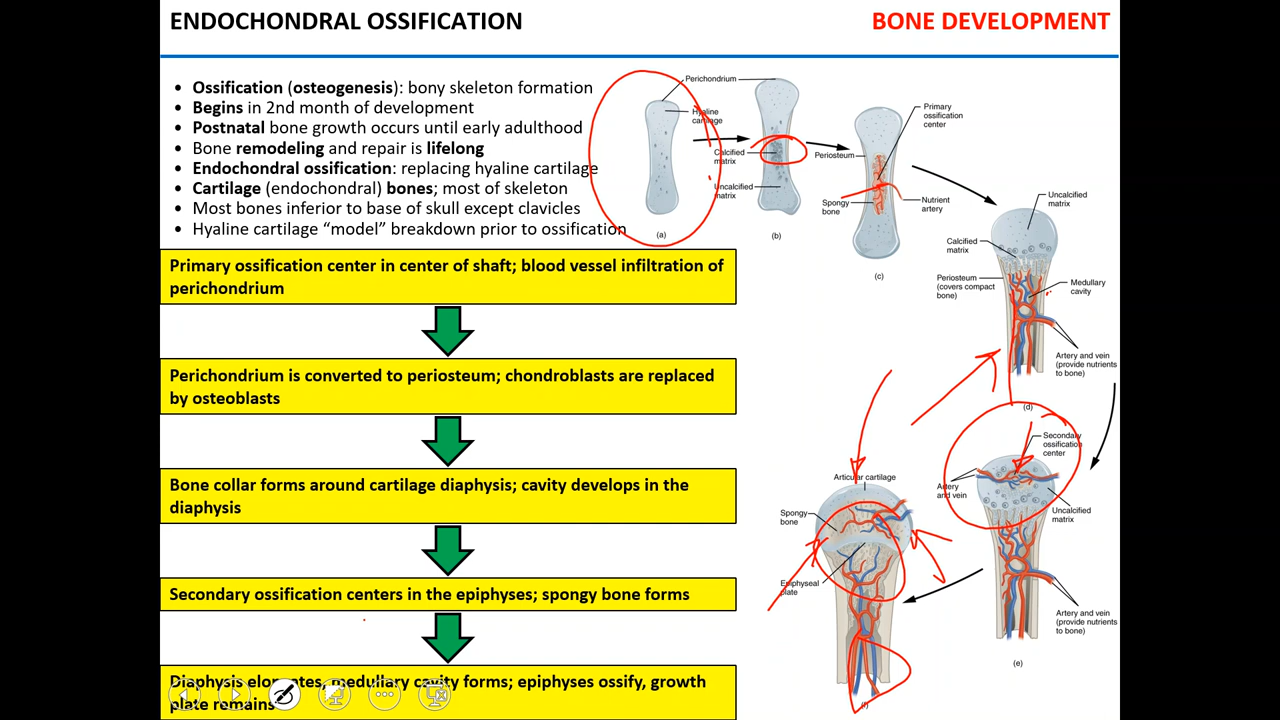 ENDOCHONDRAL OSSIFICATION
BONE DEVELOPMENT
• Ossification (osteogenesis): bony skeleton formation
• Begins in 2nd month of development
• Postnatal bone growth occurs until early adulthood
• Bone remodeling and repair is lifelong
• Endochondral ossification: replacing hyaline cartilage
• Cartilage (endochondral) bones; most of skeleton
• Most bones inferior to base of skull except clavicles
• Hyaline cartilage “model” breakdown prior to ossification
Primary ossification center in center of shaft; blood vessel infiltration of
perichondrium
Perichondrium is converted to periosteum; chondroblasts are replaced
by osteoblasts
Bone collar forms around cartilage diaphysis; cavity develops in the
diaphysis
Secondary ossification centers in the epiphyses; spongy bone forms
Diaphysis elongates, medullary cavity forms; epiphyses ossify, growth
plate remains
Perichondrium
Hyaline
cartilage
(a)
Calcified
matrix
Uncalcified
matrix
(b)
Primary
ossification
center
Periosteum
Spongy
bone
Nutrient
artery
(c)
Uncalcified
matrix
Calcified
matrix
Periosteum
(covers compact
bone)
Medullary
cavity
Artery and vein
(provide nutrients
to bone)
(d)
Secondary
ossification
center
Artery
and vein
Uncalcified
matrix
Artery and vein
(provide nutrients
to bone)
(e)
Articular cartilage
Spongy
bone
Epiphyseal
plate
(f)